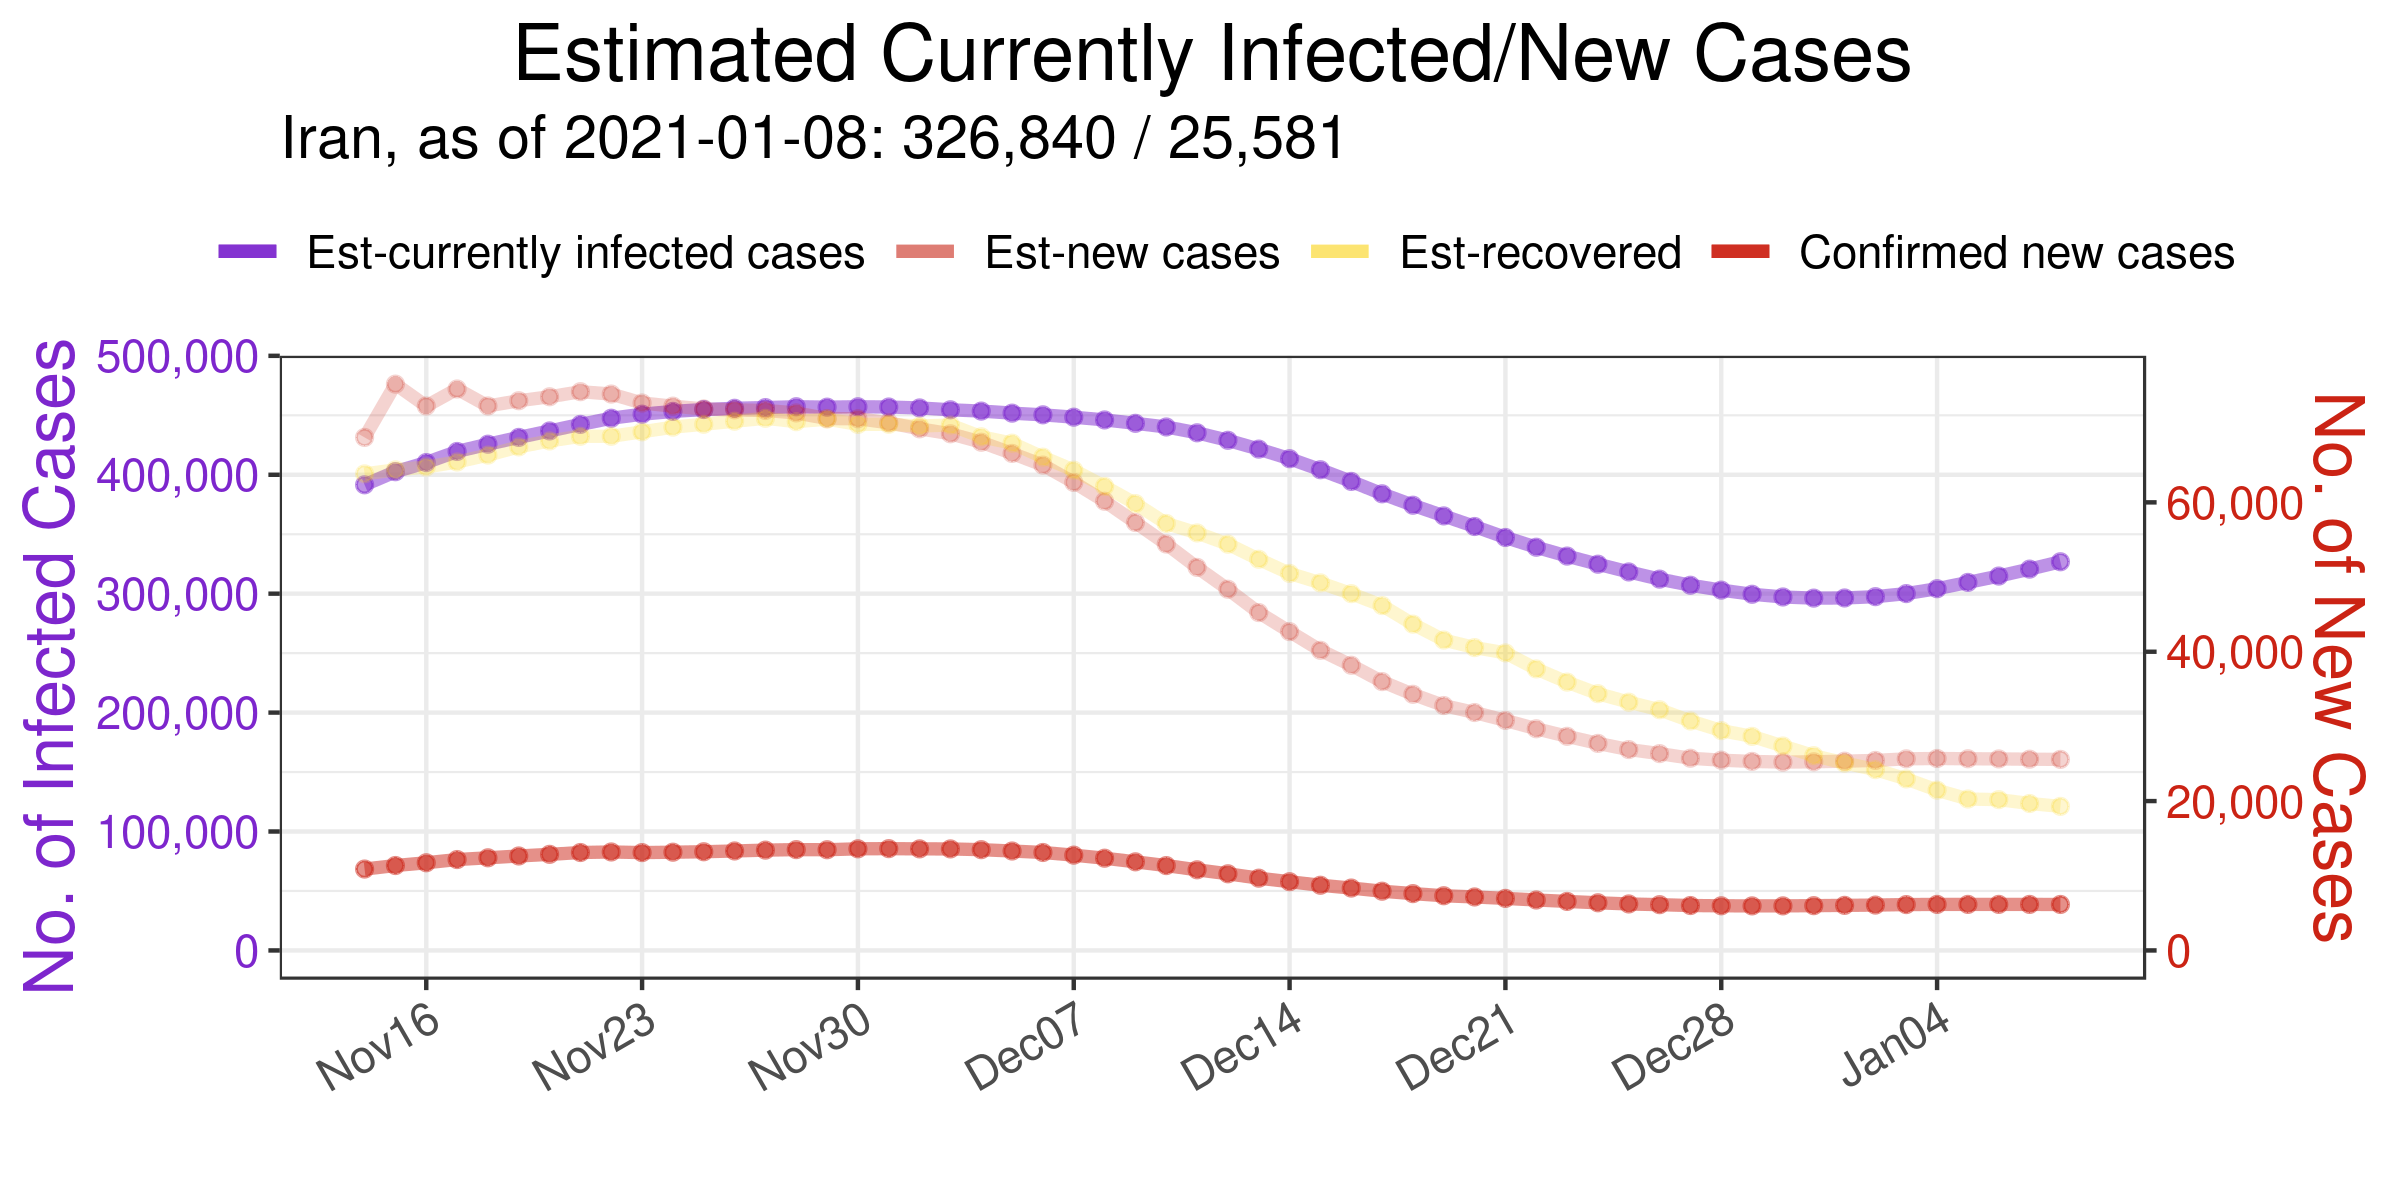 Estimated Currently Infected/New Cases
Iran, as of 2021-01-08: 326,840 / 25,581
Est-currently infected cases Est-new cases Est-recovered Confirmed new cases
No. of Infected Cases
500,000
400,000
300,000
200,000
100,000
0
No. of New Cases
60,000
40,000
20,000
0
Nov16 Nov23 Nov30 Dec07 Dec14 Dec21 Dec28 Jan04